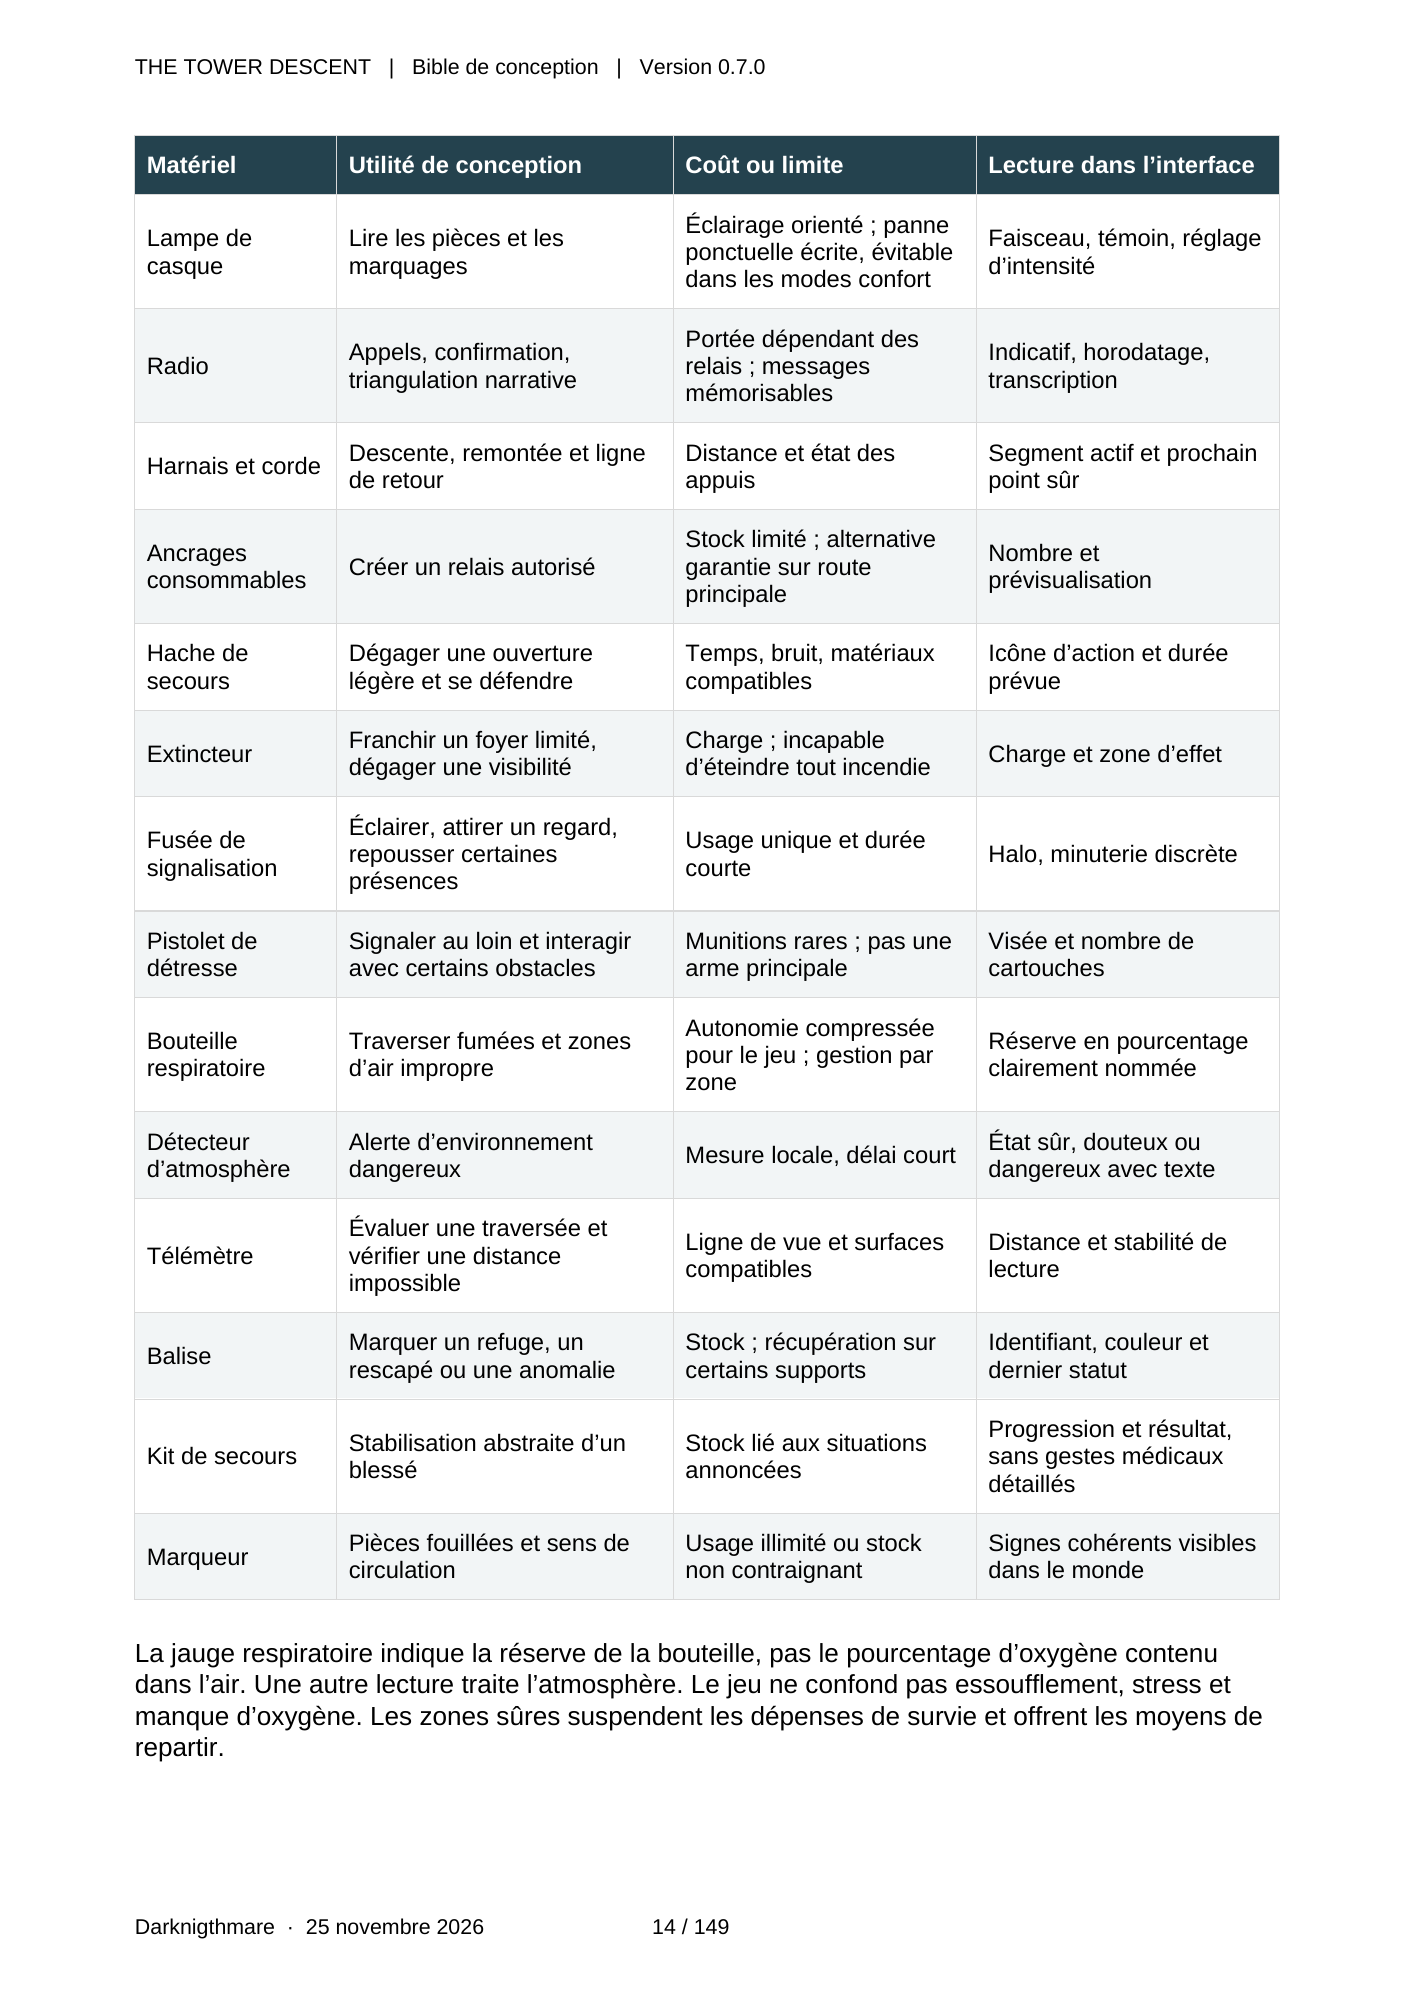 THE TOWER DESCENT | Bible de conception | Version 0.7.0
Matériel
Utilité de conception
Coût ou limite
Lecture dans l’interface
Lampe de
casque
Lire les pièces et les
marquages
Éclairage orienté ; panne
ponctuelle écrite, évitable
dans les modes confort
Faisceau, témoin, réglage
d’intensité
Radio
Appels, confirmation,
triangulation narrative
Portée dépendant des
relais ; messages
mémorisables
Indicatif, horodatage,
transcription
Harnais et corde
Descente, remontée et ligne
de retour
Distance et état des
appuis
Segment actif et prochain
point sûr
Ancrages
consommables
Créer un relais autorisé
Stock limité ; alternative
garantie sur route
principale
Nombre et
prévisualisation
Hache de
secours
Dégager une ouverture
légère et se défendre
Temps, bruit, matériaux
compatibles
Icône d’action et durée
prévue
Extincteur
Franchir un foyer limité,
dégager une visibilité
Charge ; incapable
d’éteindre tout incendie
Charge et zone d’effet
Fusée de
signalisation
Éclairer, attirer un regard,
repousser certaines
présences
Usage unique et durée
courte
Halo, minuterie discrète
Pistolet de
détresse
Signaler au loin et interagir
avec certains obstacles
Munitions rares ; pas une
arme principale
Visée et nombre de
cartouches
Bouteille
respiratoire
Traverser fumées et zones
d’air impropre
Autonomie compressée
pour le jeu ; gestion par
zone
Réserve en pourcentage
clairement nommée
Détecteur
d’atmosphère
Alerte d’environnement
dangereux
Mesure locale, délai court
État sûr, douteux ou
dangereux avec texte
Télémètre
Évaluer une traversée et
vérifier une distance
impossible
Ligne de vue et surfaces
compatibles
Distance et stabilité de
lecture
Balise
Marquer un refuge, un
rescapé ou une anomalie
Stock ; récupération sur
certains supports
Identifiant, couleur et
dernier statut
Kit de secours
Stabilisation abstraite d’un
blessé
Stock lié aux situations
annoncées
Progression et résultat,
sans gestes médicaux
détaillés
Marqueur
Pièces fouillées et sens de
circulation
Usage illimité ou stock
non contraignant
Signes cohérents visibles
dans le monde
La jauge respiratoire indique la réserve de la bouteille, pas le pourcentage d’oxygène contenu
dans l’air. Une autre lecture traite l’atmosphère. Le jeu ne confond pas essoufflement, stress et
manque d’oxygène. Les zones sûres suspendent les dépenses de survie et offrent les moyens de
repartir.
Darknigthmare · 25 novembre 2026
14 / 149